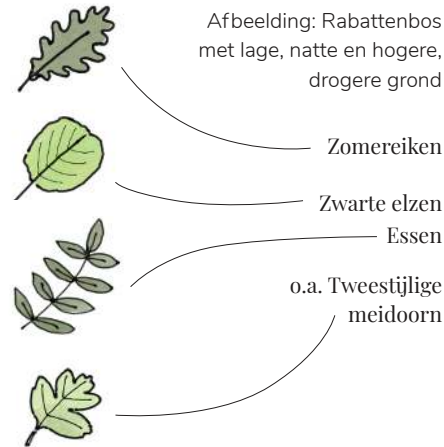 Afbeelding: Rabattenbos
met lage, natte en hogere,
drogere grond
Zomereiken
Zwarte elzen
Essen
o.a. Tweestijlige
meidoorn